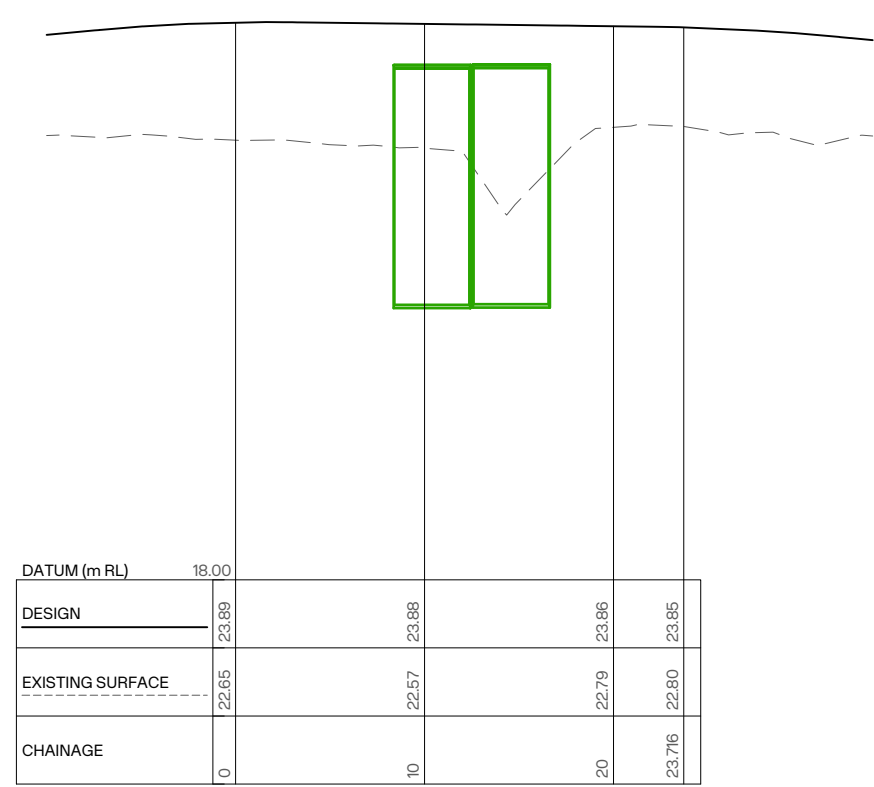 DATUM (m RL) 18.00
DESIGN 23.89 23.88 23.86 23.85
EXISTING SURFACE 22.65 22.57 22.79 22.80
CHAINAGE 0 10 20 23.716